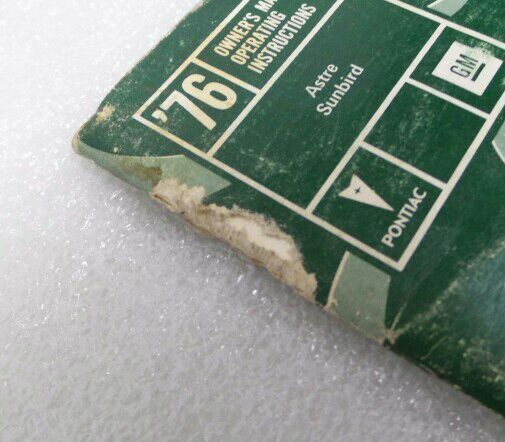 '76
OWNER'S MA
OPERATING
INSTRUCTIONS
Astre
Sunbird
GM
PONTIAC